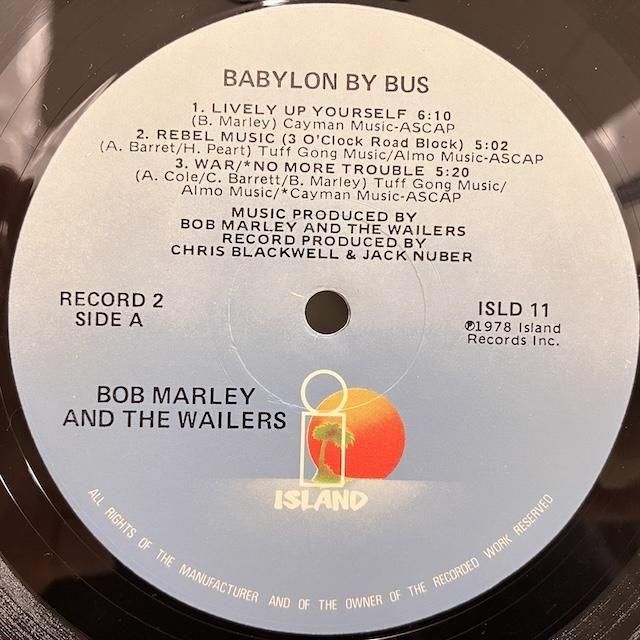 BABYLON BY BUS
1. LIVELY UP YOURSELF 6:10
(B. Marley) Cayman Music-ASCAP
2. REBEL MUSIC (3 O'Clock Road Block) 5:02
(A. Barret/H. Peart) Tuff Gong Music/Almo Music-ASCAP
3. WAR/*NO MORE TROUBLE 5:20
(A. Cole/C. Barrett/B. Marley) Tuff Gong Music/
Almo Music/*Cayman Music-ASCAP
MUSIC PRODUCED BY
BOB MARLEY AND THE WAILERS
RECORD PRODUCED BY
CHRIS BLACKWELL & JACK NUBER
RECORD 2
SIDE A
ISLD 11
℗1978 Island
Records Inc.
BOB MARLEY
AND THE WAILERS
ISLAND
ALL RIGHTS OF THE MANUFACTURER AND OF THE OWNER OF THE RECORDED WORK RESERVED